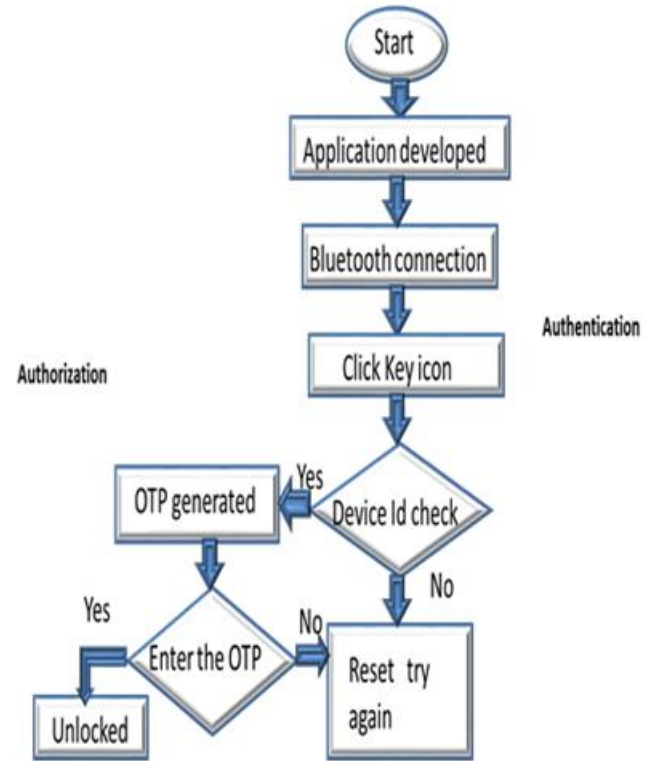 Start
Application developed
Bluetooth connection
Authentication
Click Key icon
Authorization
Yes
OTP generated
Device Id check
No
Yes
No
Enter the OTP
Reset try
again
Unlocked